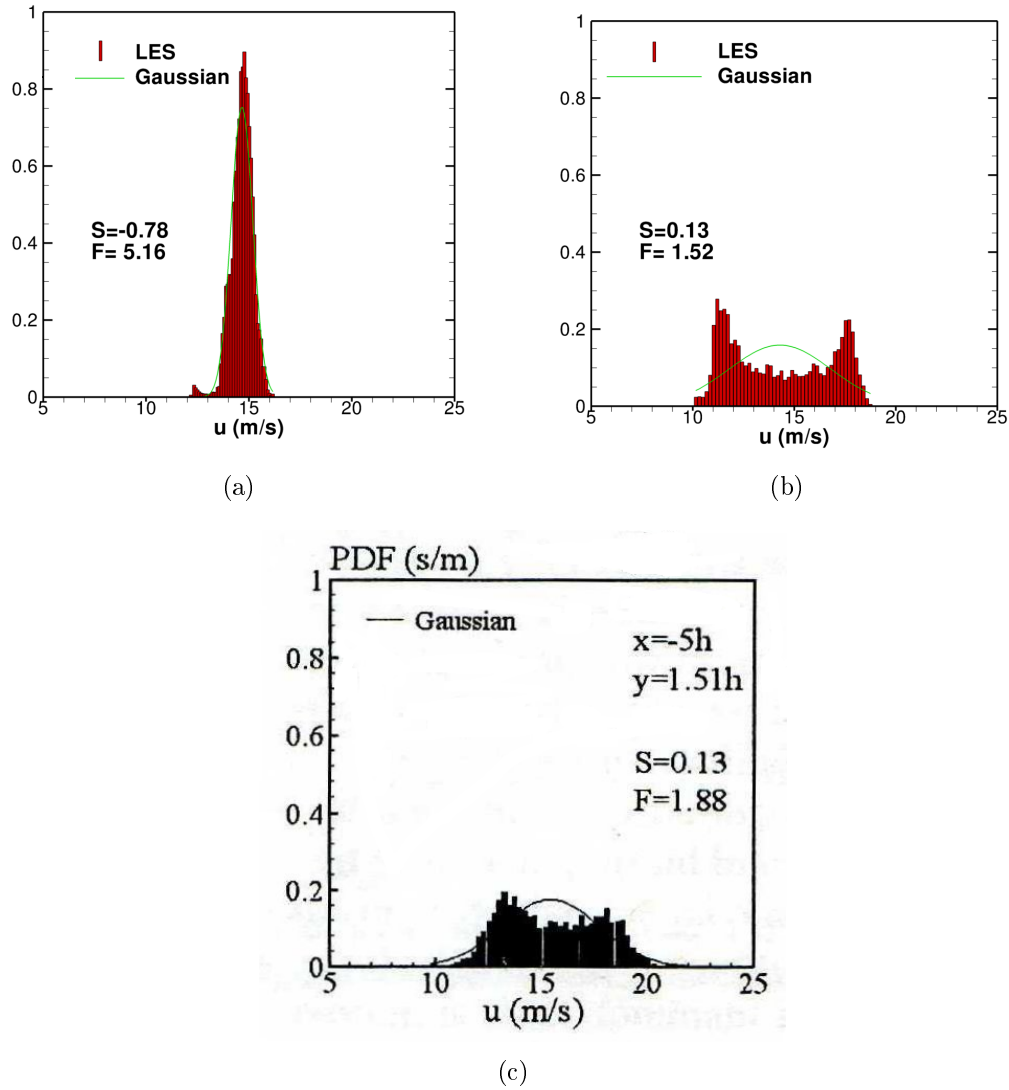 1
0.8
0.6
0.4
0.2
0
5
10
15
20
25
LES
Gaussian
S=-0.78
F= 5.16
u (m/s)
(a)
1
0.8
0.6
0.4
0.2
0
5
10
15
20
25
LES
Gaussian
S=0.13
F= 1.52
u (m/s)
(b)
PDF (s/m)
1
0.8
0.6
0.4
0.2
0
5
10
15
20
25
Gaussian
x=-5h
y=1.51h
S=0.13
F=1.88
u (m/s)
(c)